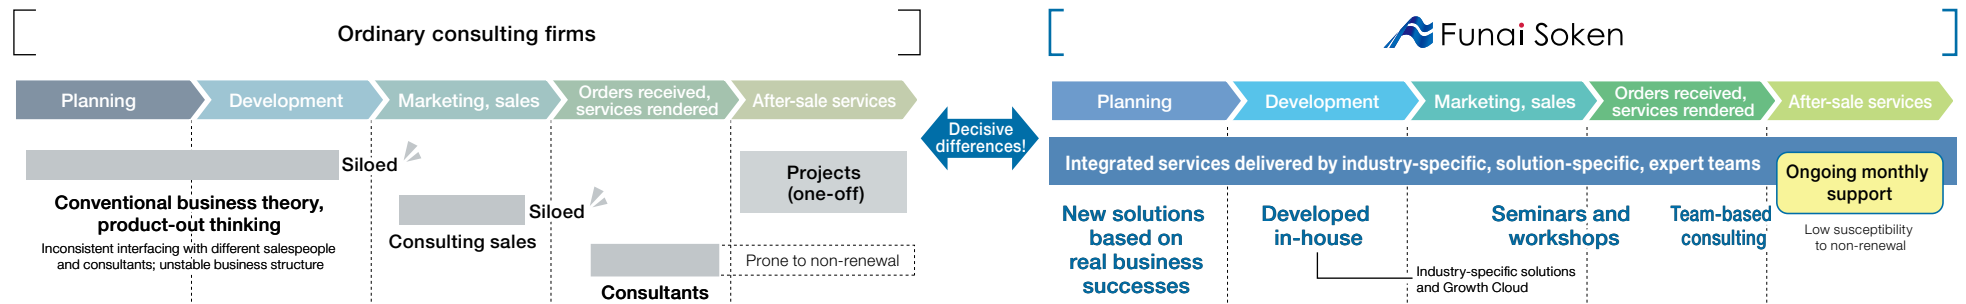 Ordinary consulting firms
Planning
Development
Marketing, sales
Orders received,
services rendered
After-sale services
Siloed
Conventional business theory,
product-out thinking
Inconsistent interfacing with different salespeople
and consultants; unstable business structure
Siloed
Consulting sales
Consultants
Projects
(one-off)
Prone to non-renewal
Decisive
differences!
Funai Soken
Planning
Development
Marketing, sales
Orders received,
services rendered
After-sale services
Integrated services delivered by industry-specific, solution-specific, expert teams
Ongoing monthly
support
New solutions
based on
real business
successes
Developed
in-house
Industry-specific solutions
and Growth Cloud
Seminars and
workshops
Team-based
consulting
Low susceptibility
to non-renewal